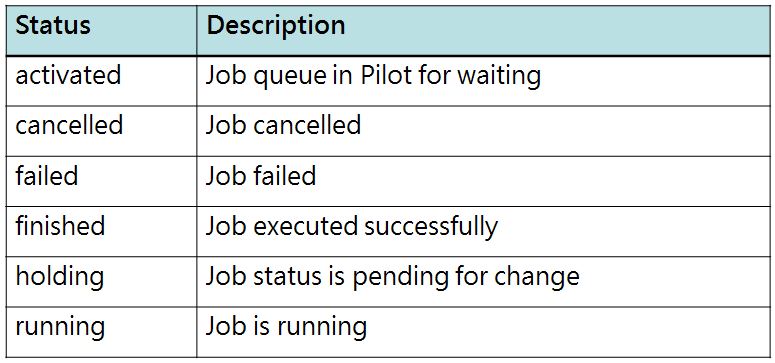 Status Description
activated Job queue in Pilot for waiting
cancelled Job cancelled
failed Job failed
finished Job executed successfully
holding Job status is pending for change
running Job is running